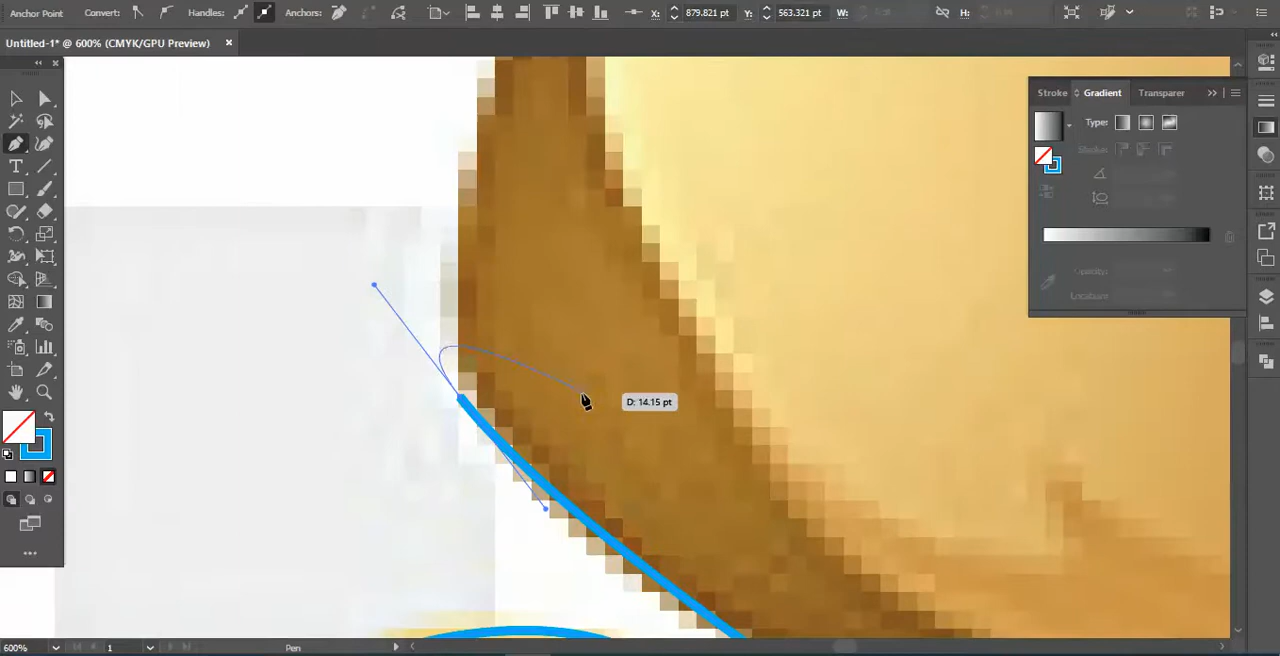 Anchor Point Convert: Handles: Anchors: X: 879.821 pt Y: 563.321 pt W: H:
Untitled-1* @ 600% (CMYK/GPU Preview) ×
Stroke Gradient Transparer
Type:
Stroke:
D: 14.15 pt
Opacity:
Location:
600% 1 Pen